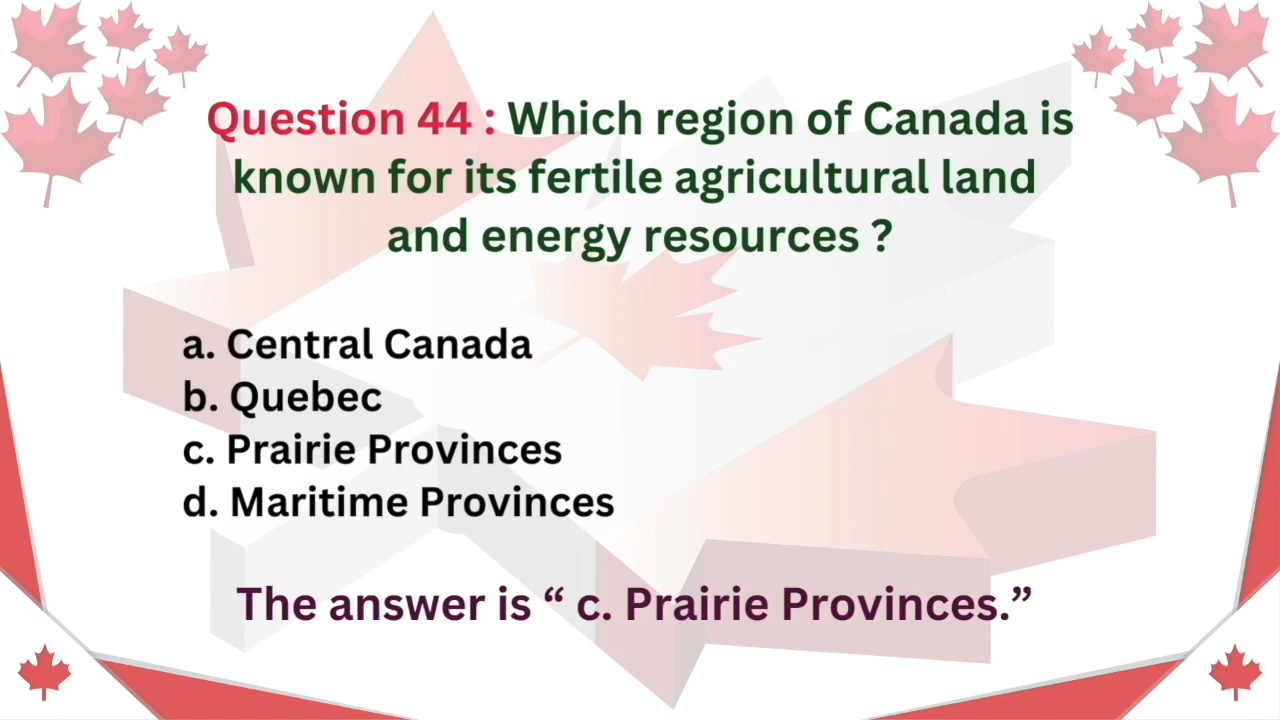 Question 44 : Which region of Canada is
known for its fertile agricultural land
and energy resources ?
a. Central Canada
b. Quebec
c. Prairie Provinces
d. Maritime Provinces
The answer is “ c. Prairie Provinces.”